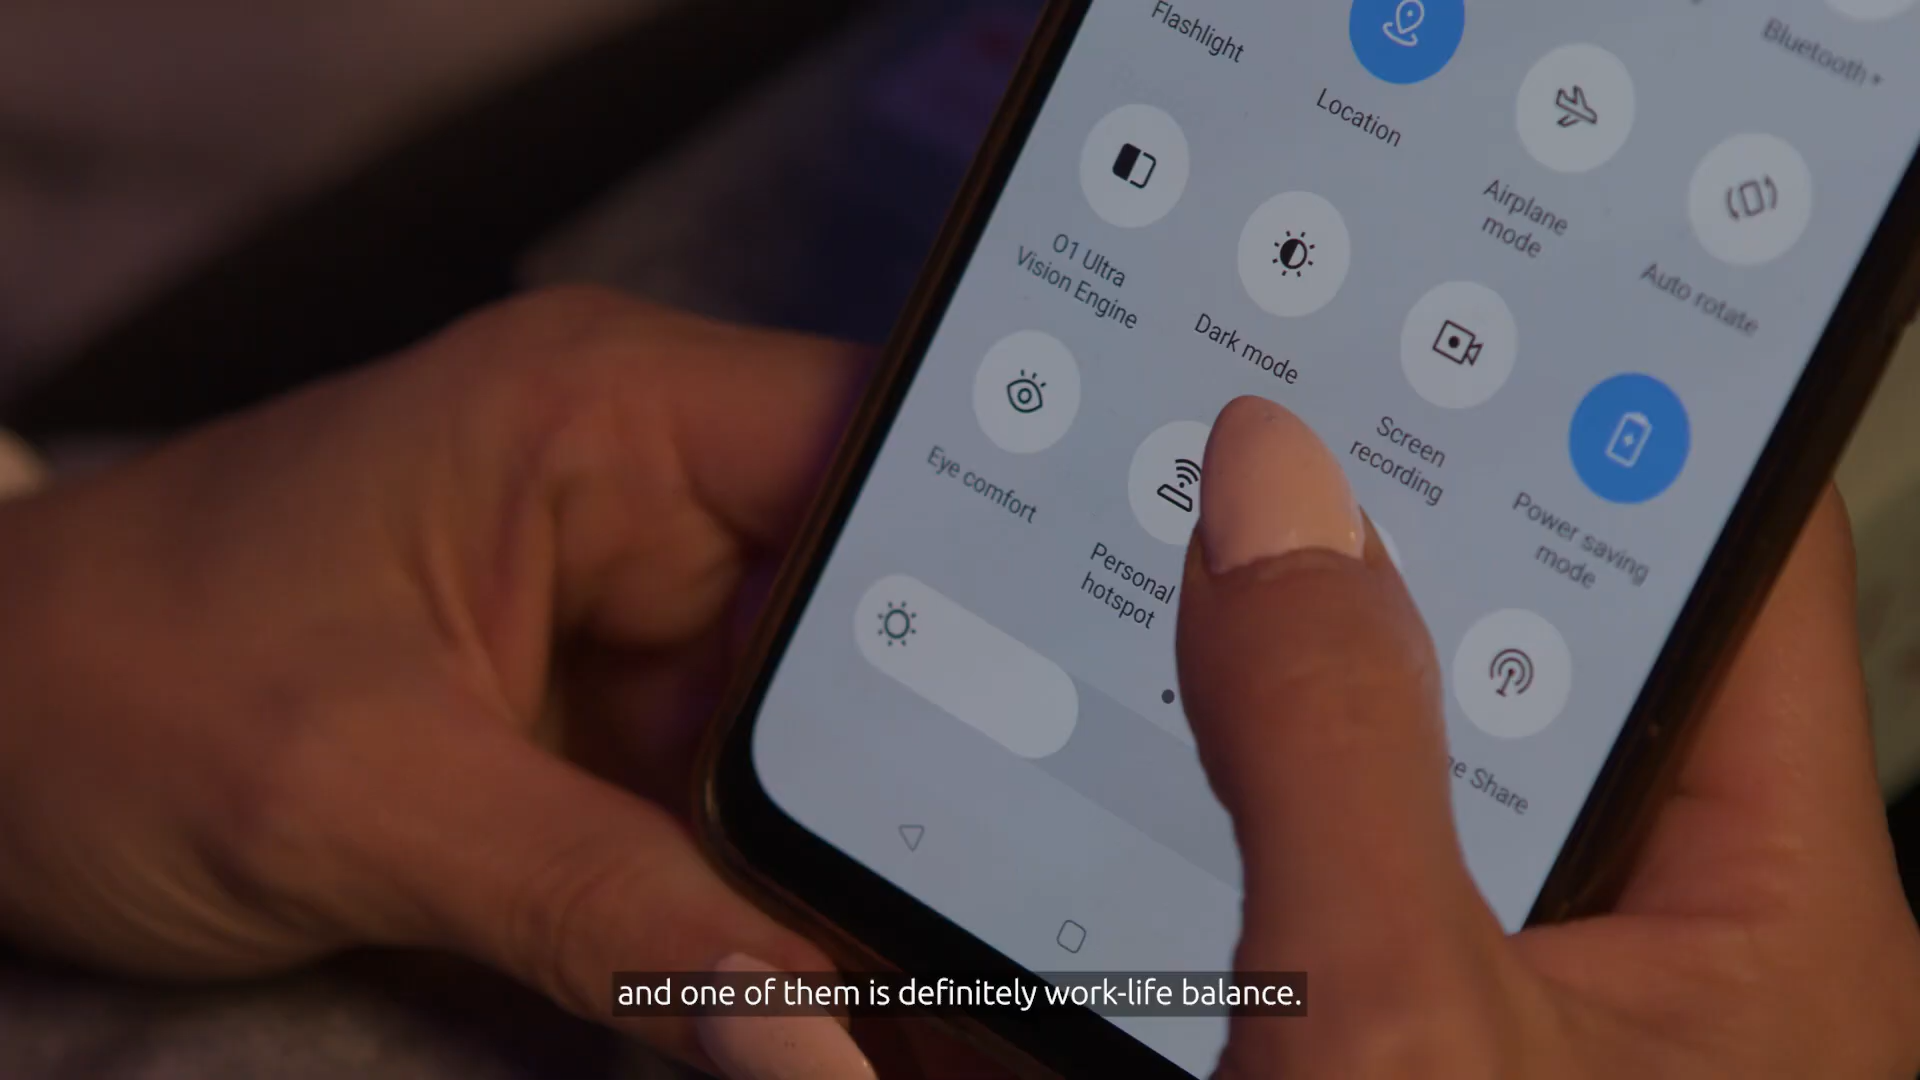 Flashlight
Location
Airplane
mode
Bluetooth
Auto rotate
O1 Ultra
Vision Engine
Dark mode
Screen
recording
Power saving
mode
Eye comfort
Personal
hotspot
Share
and one of them is definitely work-life balance.